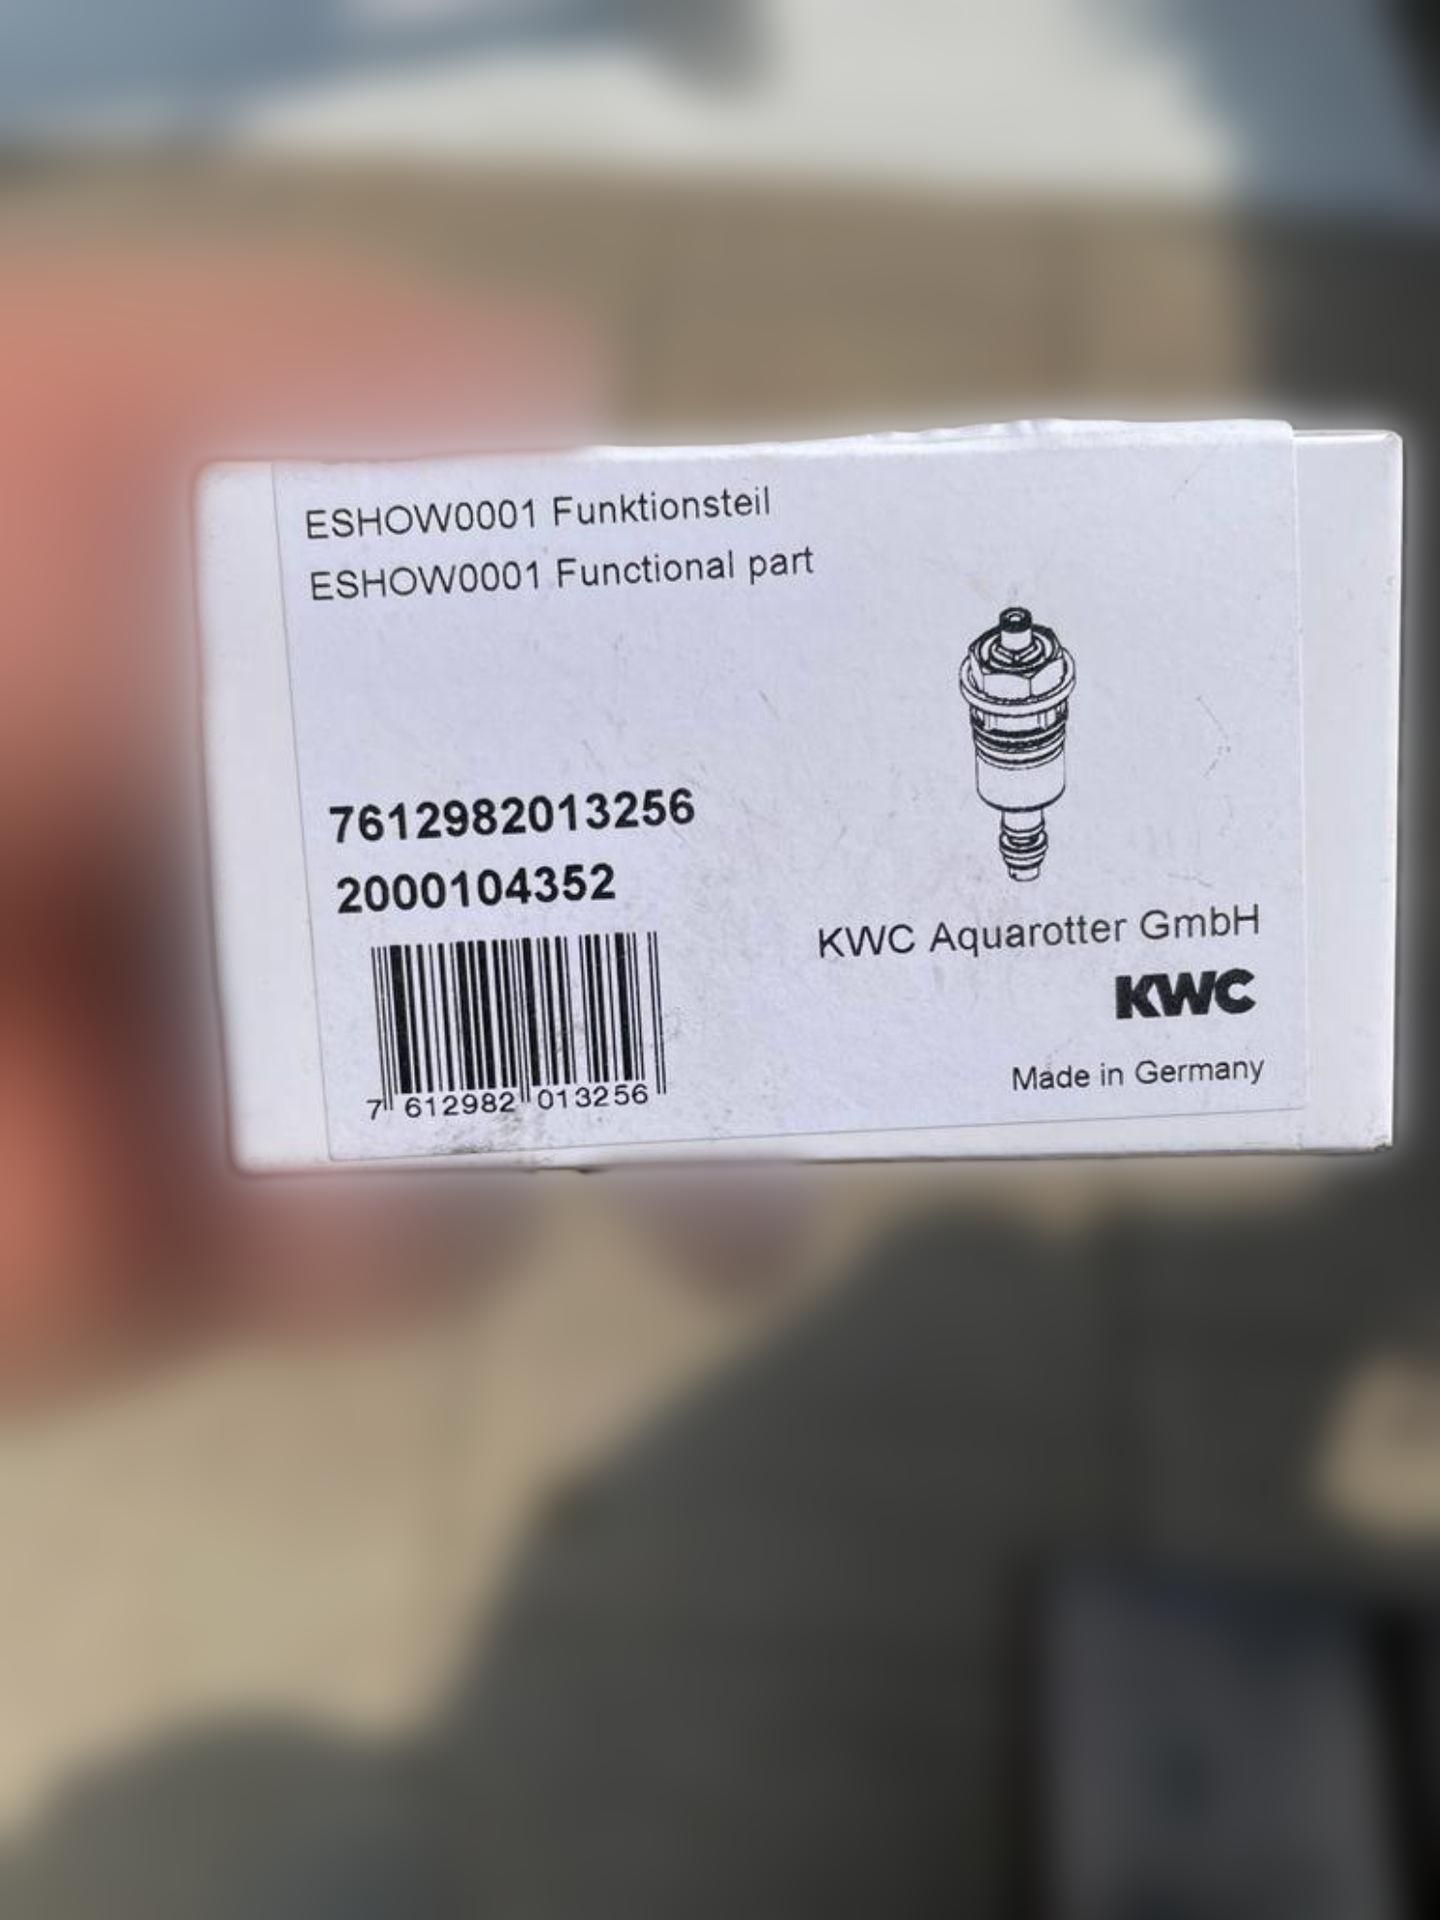 ESHOW0001 Funktionsteil
ESHOW0001 Functional part
7612982013256
2000104352
7 612982 013256
KWC Aquarotter GmbH
KWC
Made in Germany